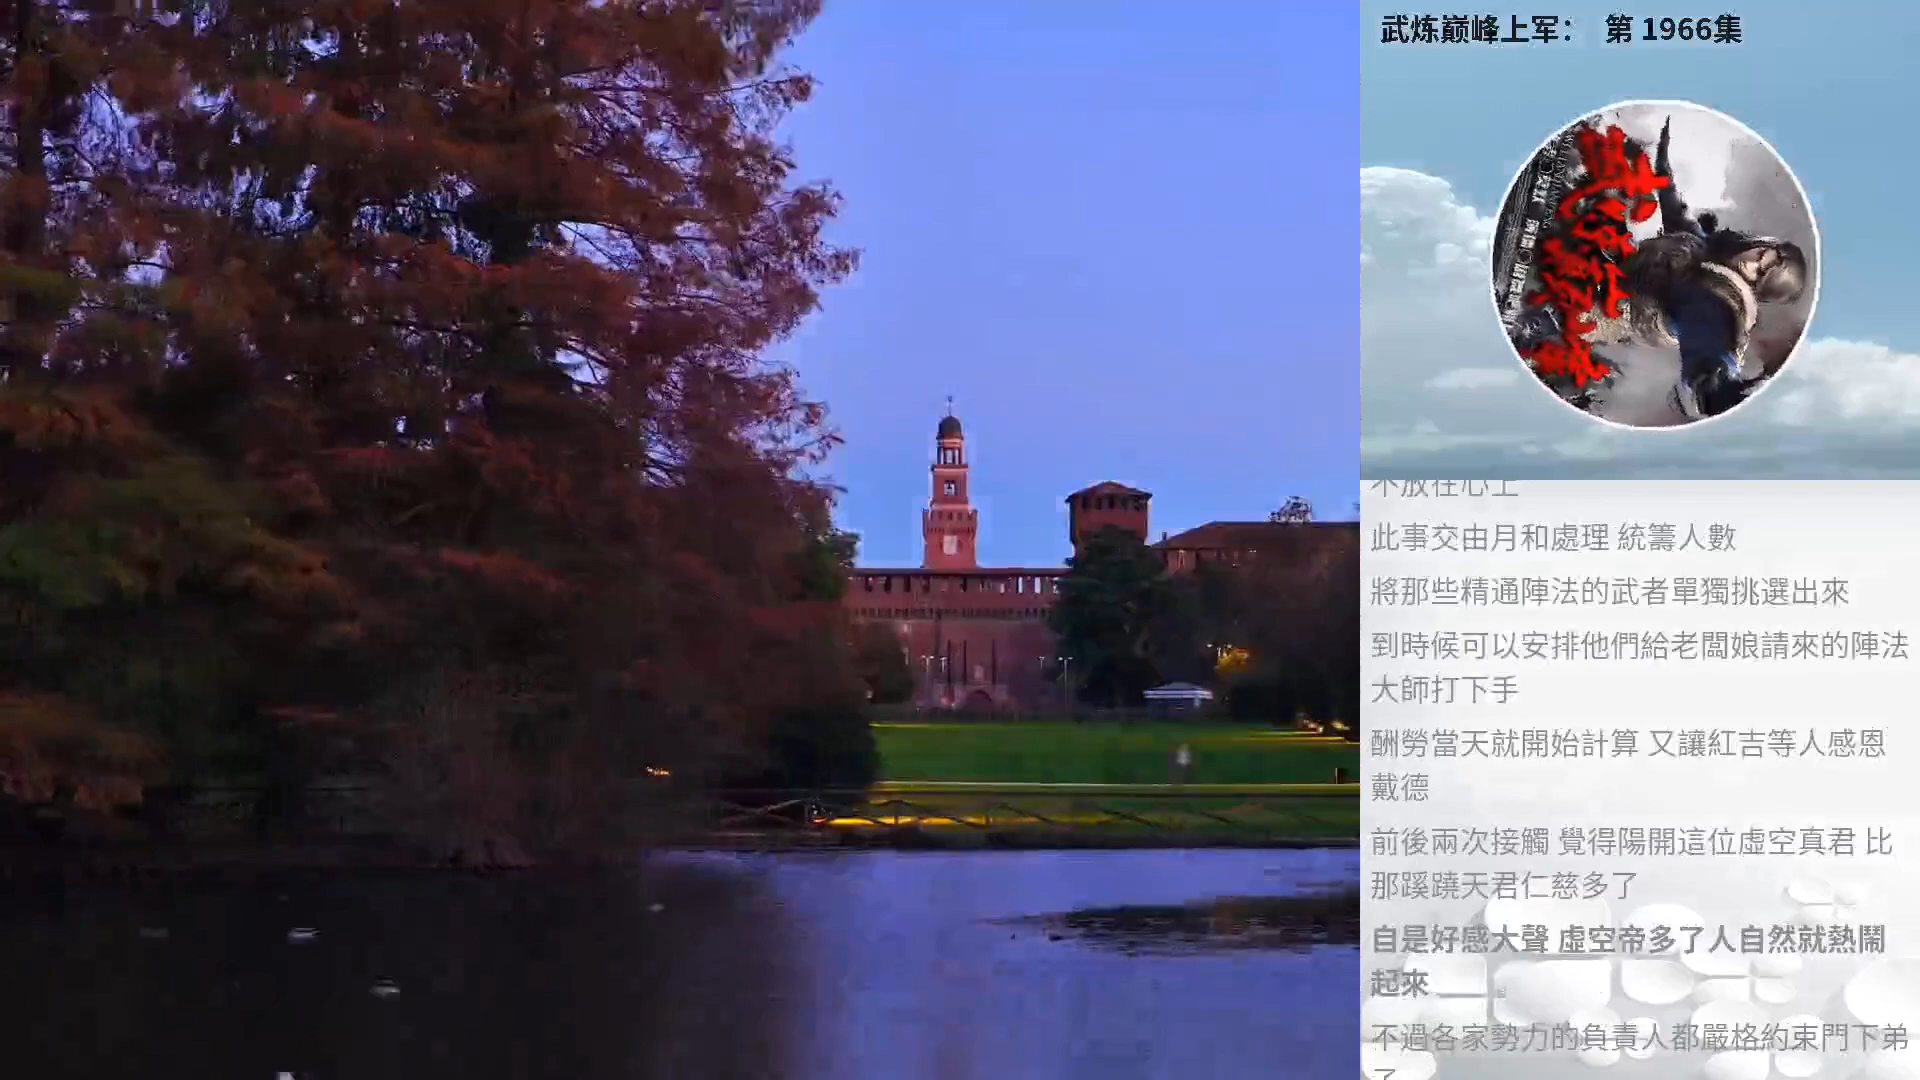 武炼巅峰上军： 第 1966集
不放在心上
此事交由月和處理 統籌人數
將那些精通陣法的武者單獨挑選出來
到時候可以安排他們給老闆娘請來的陣法
大師打下手
酬勞當天就開始計算 又讓紅吉等人感恩
戴德
前後兩次接觸 覺得陽開這位虛空真君 比
那蹊蹺天君仁慈多了
自是好感大聲 虛空帝多了人自然就熱鬧
起來
不過各家勢力的負責人都嚴格約束門下弟